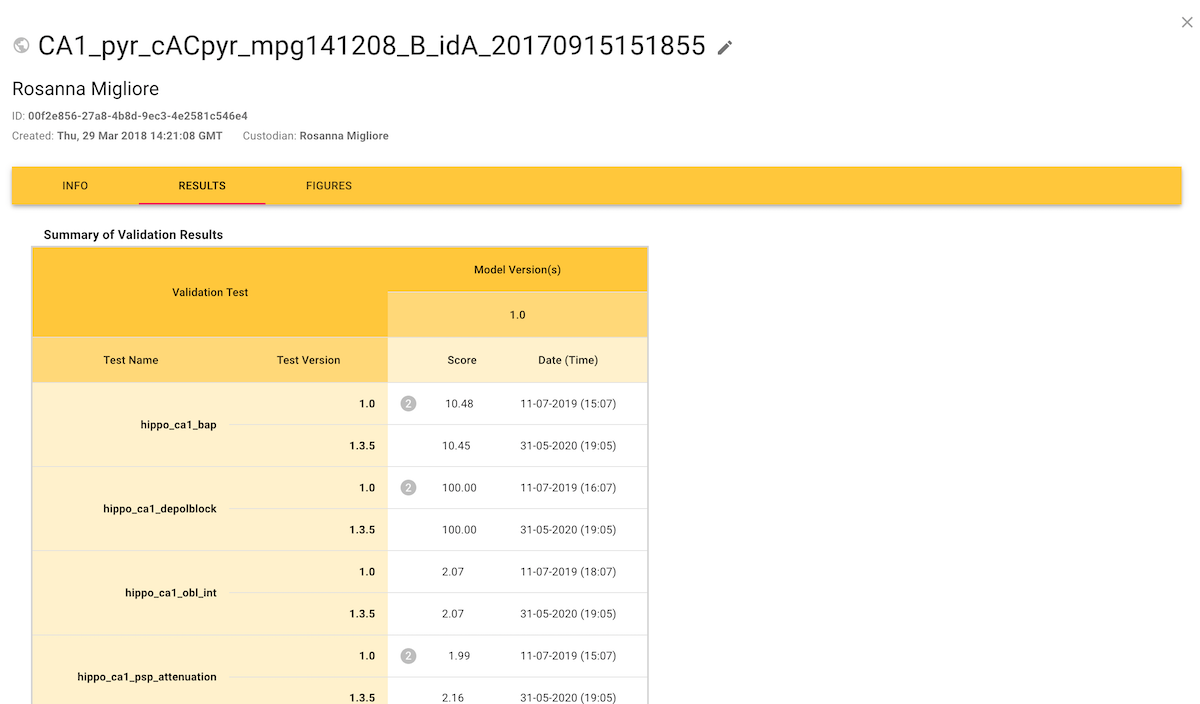 CA1_pyr_cACpyr_mpg141208_B_idA_20170915151855
Rosanna Migliore
ID: 00f2e856-27a8-4b8d-9ec3-4e2581c546e4
Created: Thu, 29 Mar 2018 14:21:08 GMT Custodian: Rosanna Migliore
INFO RESULTS FIGURES
Summary of Validation Results
Validation Test
Model Version(s)
1.0
Test Name Test Version Score Date (Time)
hippo_ca1_bap
1.0 2 10.48 11-07-2019 (15:07)
1.3.5 10.45 31-05-2020 (19:05)
hippo_ca1_depolblock
1.0 2 100.00 11-07-2019 (16:07)
1.3.5 100.00 31-05-2020 (19:05)
hippo_ca1_obl_int
1.0 2.07 11-07-2019 (18:07)
1.3.5 2.07 31-05-2020 (19:05)
hippo_ca1_psp_attenuation
1.0 2 1.99 11-07-2019 (15:07)
1.3.5 2.16 31-05-2020 (19:05)